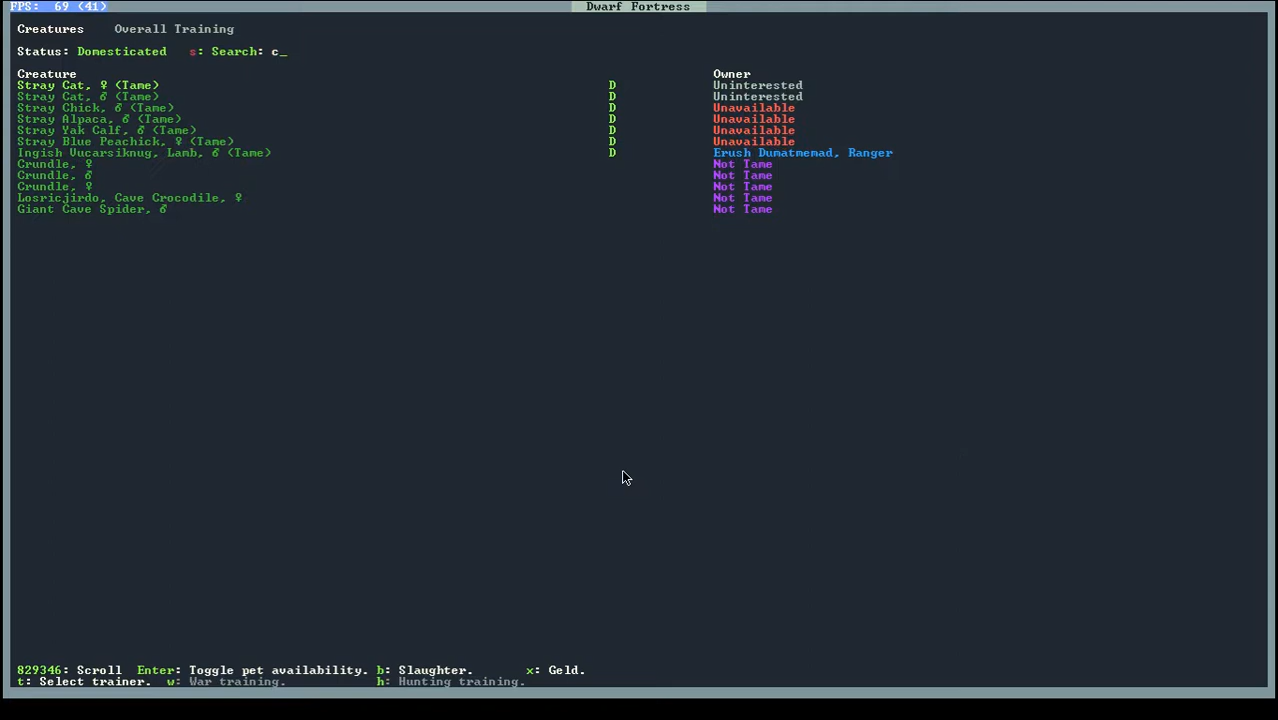 FPS: 69 (41) Dwarf Fortress
Creatures Overall Training
Status: Domesticated s: Search: c_
Creature Owner
Stray Cat, ♀ (Tame) D Uninterested
Stray Cat, ♂ (Tame) D Uninterested
Stray Chick, ♂ (Tame) D Unavailable
Stray Alpaca, ♂ (Tame) D Unavailable
Stray Yak Calf, ♂ (Tame) D Unavailable
Stray Blue Peachick, ♀ (Tame) D Unavailable
Ingish Vucarsiknug, Lamb, ♂ (Tame) D Erush Dumatmemad, Ranger
Crundle, ♀ Not Tame
Crundle, ♂ Not Tame
Crundle, ♀ Not Tame
Losricjirdo, Cave Crocodile, ♀ Not Tame
Giant Cave Spider, ♂ Not Tame
829346: Scroll Enter: Toggle pet availability. b: Slaughter. x: Geld.
t: Select trainer. w: War training. h: Hunting training.